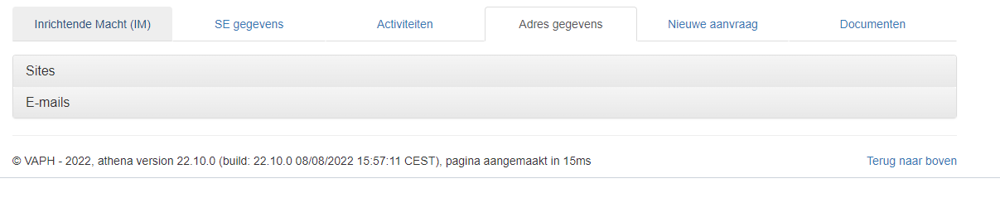 Inrichtende Macht (IM) SE gegevens Activiteiten Adres gegevens Nieuwe aanvraag Documenten
Sites
E-mails
© VAPH - 2022, athena version 22.10.0 (build: 22.10.0 08/08/2022 15:57:11 CEST), pagina aangemaakt in 15ms Terug naar boven